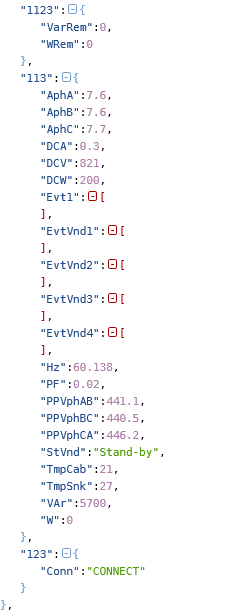 "1123":{
"VarRem":0,
"WRem":0
},
"113":{
"AphA":7.6,
"AphB":7.6,
"AphC":7.7,
"DCA":0.3,
"DCV":821,
"DCW":200,
"Evt1":[
],
"EvtVnd1":[
],
"EvtVnd2":[
],
"EvtVnd3":[
],
"EvtVnd4":[
],
"Hz":60.138,
"PF":0.02,
"PPVphAB":441.1,
"PPVphBC":440.5,
"PPVphCA":446.2,
"StVnd":"Stand-by",
"TmpCab":21,
"TmpSnk":27,
"VAr":5700,
"W":0
},
"123":{
"Conn":"CONNECT"
}
},